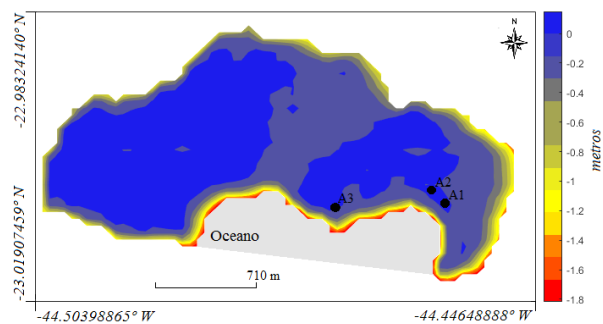 -22.98324140° N
-23.01907459° N
N
A2
A1
A3
Oceano
710 m
-44.50398865° W
-44.44648888° W
0
-0.2
-0.4
-0.6
-0.8
-1
-1.2
-1.4
-1.6
-1.8
metros